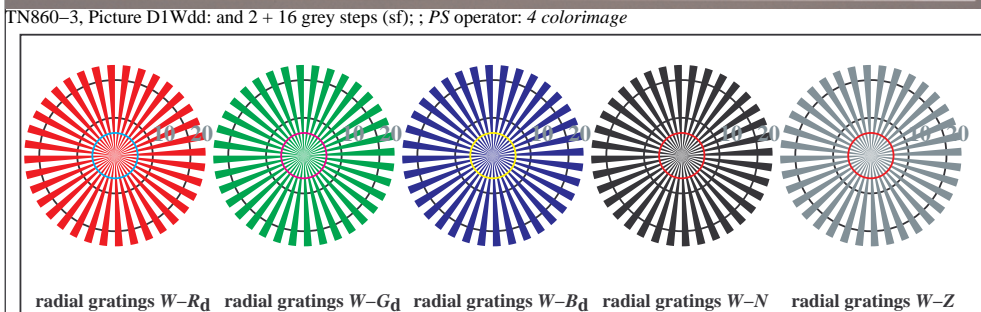 TN860–3, Picture D1Wdd: and 2 + 16 grey steps (sf); ; PS operator: 4 colorimage
10 20 10 20 10 20 10 20 10 20
radial gratings W–Rd radial gratings W–Gd radial gratings W–Bd radial gratings W–N radial gratings W–Z